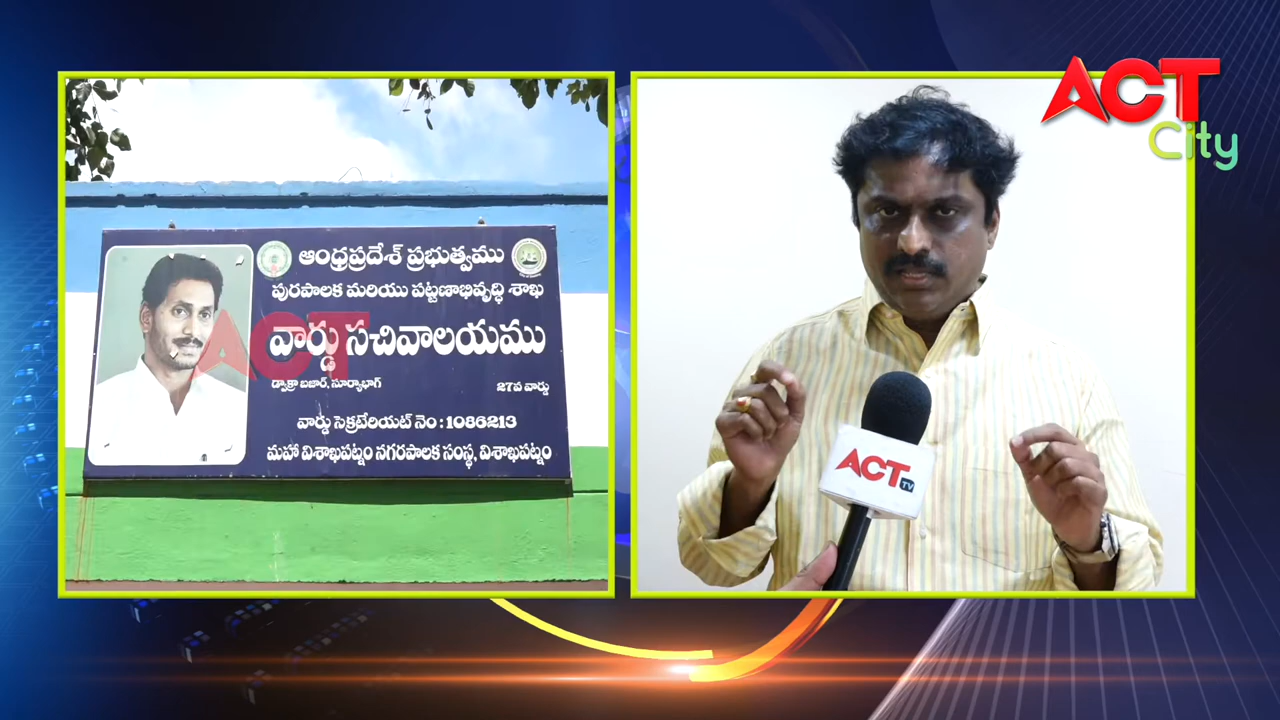 ఆంధ్రప్రదేశ్ ప్రభుత్వము
పురపాలక మరియు పట్టణాభివృద్ధి శాఖ
వార్డు సచివాలయము
డ్వాక్రా బజార్, సూర్యాభాగ్ 27వ వార్డు
వార్డు సెక్రటేరియట్ నెం : 1086213
మహా విశాఖపట్నం నగరపాలక సంస్థ, విశాఖపట్నం
ACT
ACT TV
ACT
City